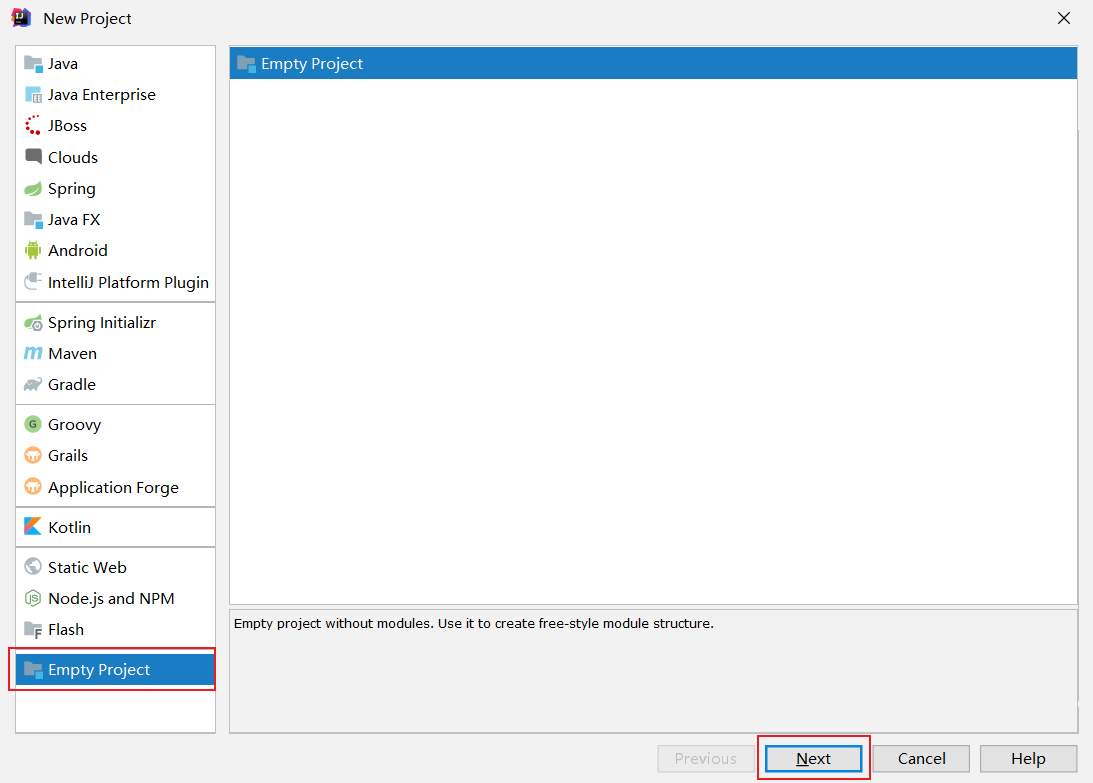 New Project
Java
Java Enterprise
JBoss
Clouds
Spring
Java FX
Android
IntelliJ Platform Plugin
Spring Initializr
Maven
Gradle
Groovy
Grails
Application Forge
Kotlin
Static Web
Node.js and NPM
Flash
Empty Project
Empty Project
Empty project without modules. Use it to create free-style module structure.
Previous
Next
Cancel
Help